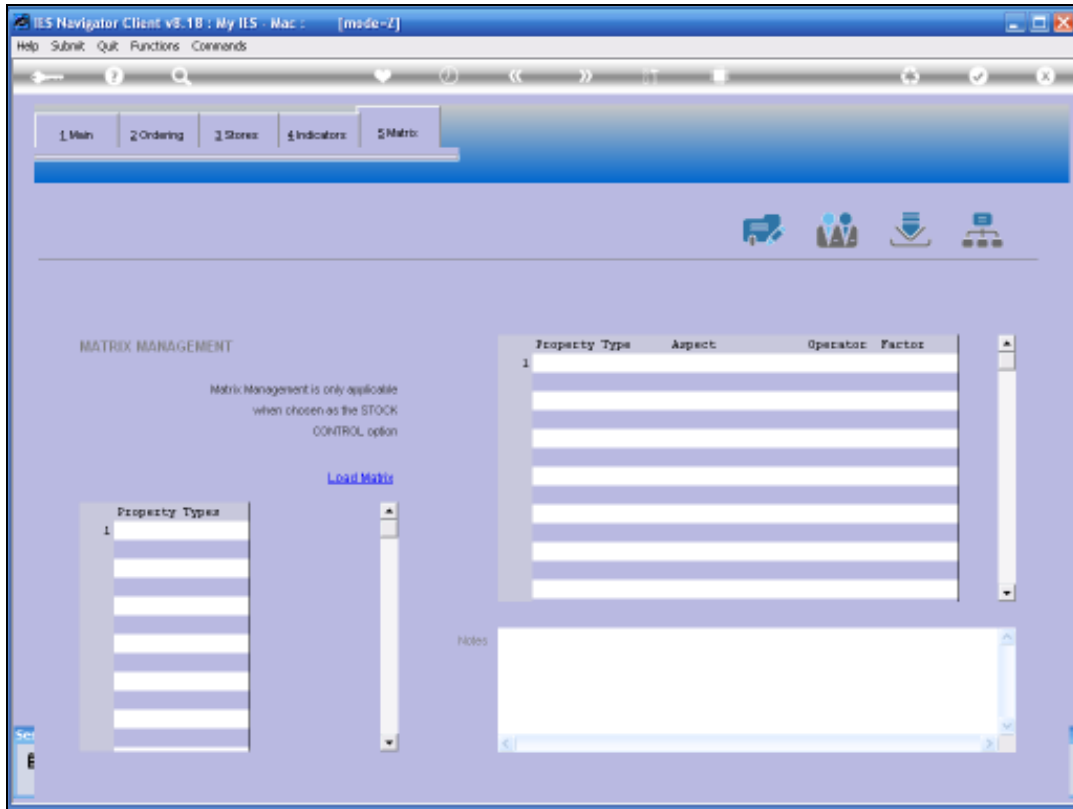 IES Navigator Client v8.1B : My IES - Mac : [mode=Z]
Help Submit Quit Functions Commands
1 Main 2 Ordering 3 Stores 4 Indicators 5 Matrix
MATRIX MANAGEMENT
Matrix Management is only applicable
when chosen as the STOCK
CONTROL option
Load Matrix
Property Types
1
Property Type Aspect Operator Factor
1
Notes
Se